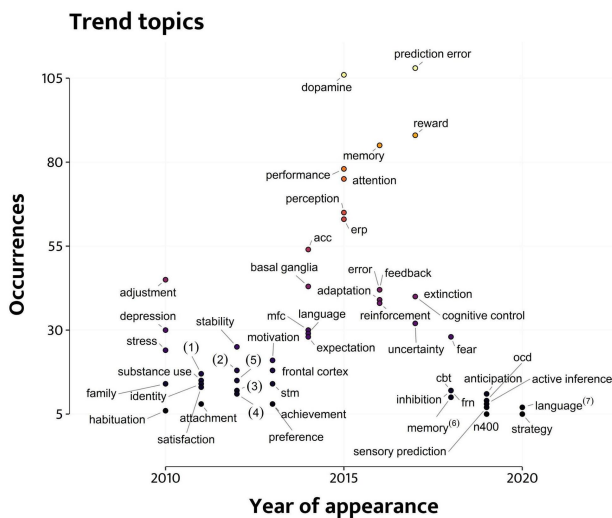 Trend topics
prediction error
105
dopamine
reward
memory
80
performance
attention
perception
erp
Occurrences
acc
55
basal ganglia
error
feedback
adjustment
adaptation
extinction
language
mfc
depression
stability
reinforcement
cognitive control
30
motivation
stress
(1)
expectation
uncertainty
fear
ocd
(2)
(5)
substance use
frontal cortex
cbt
anticipation
active inference
family
identity
(3)
stm
inhibition
frn
5
habituation
attachment
(4)
achievement
memory(6)
n400
language(7)
satisfaction
preference
sensory prediction
strategy
2010
2015
2020
Year of appearance